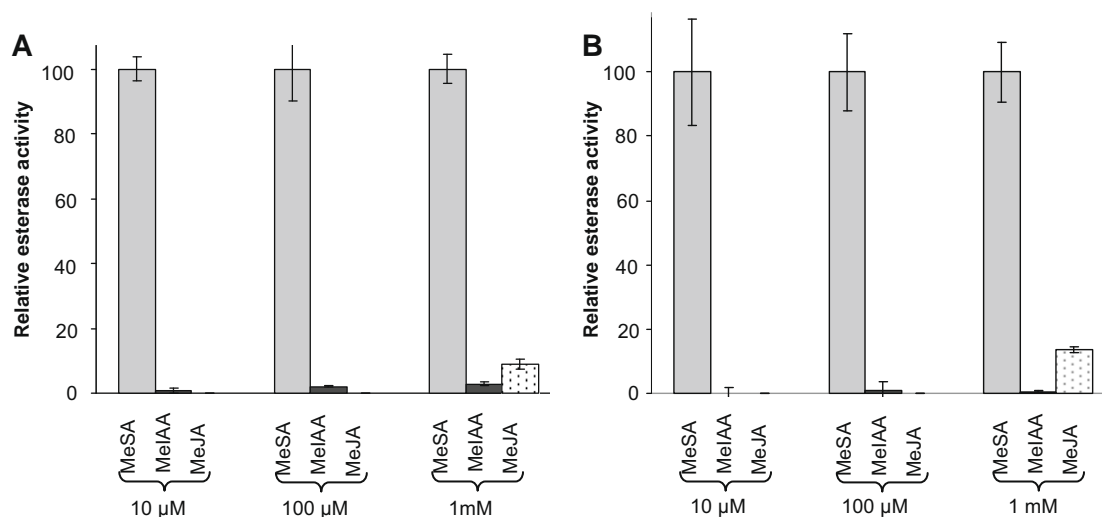 A
Relative esterase activity
100
80
60
40
20
0
MeSA
MeIAA
MeJA
MeSA
MeIAA
MeJA
MeSA
MeIAA
MeJA
10 µM
100 µM
1mM
B
Relative esterase activity
100
80
60
40
20
0
MeSA
MeIAA
MeJA
MeSA
MeIAA
MeJA
MeSA
MeIAA
MeJA
10 µM
100 µM
1 mM